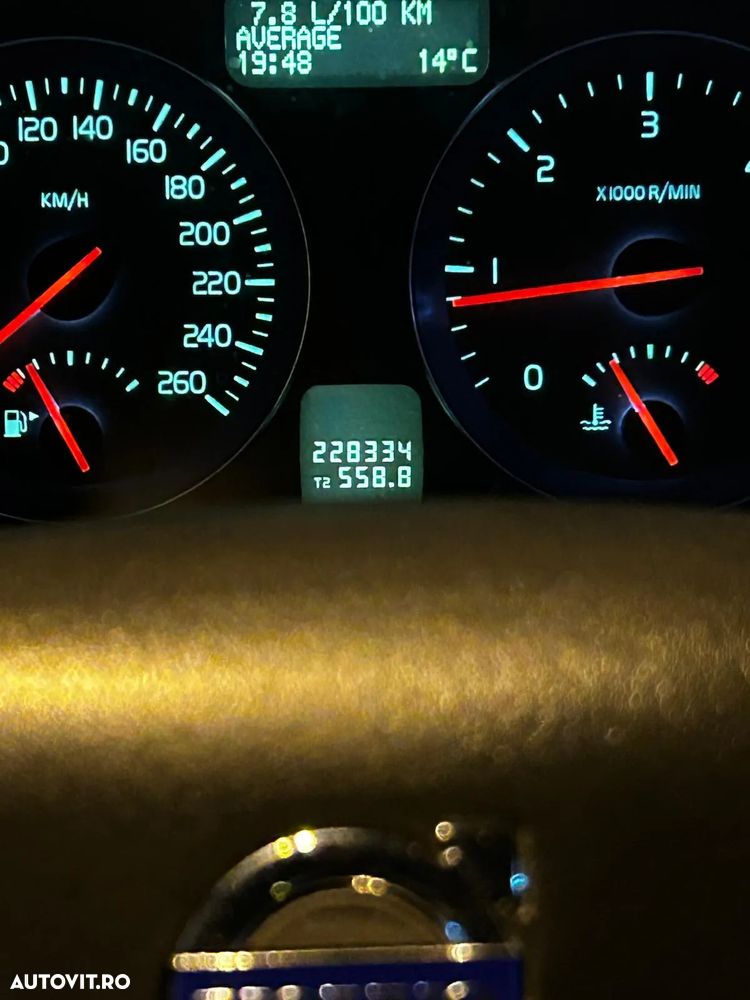 7.8 L/100 KM
AVERAGE
19:48 14°C
120 140
160
180
200
220
240
260
KM/H
3
2
1
0
X1000 R/MIN
228334
T2 558.8
AUTOVIT.RO